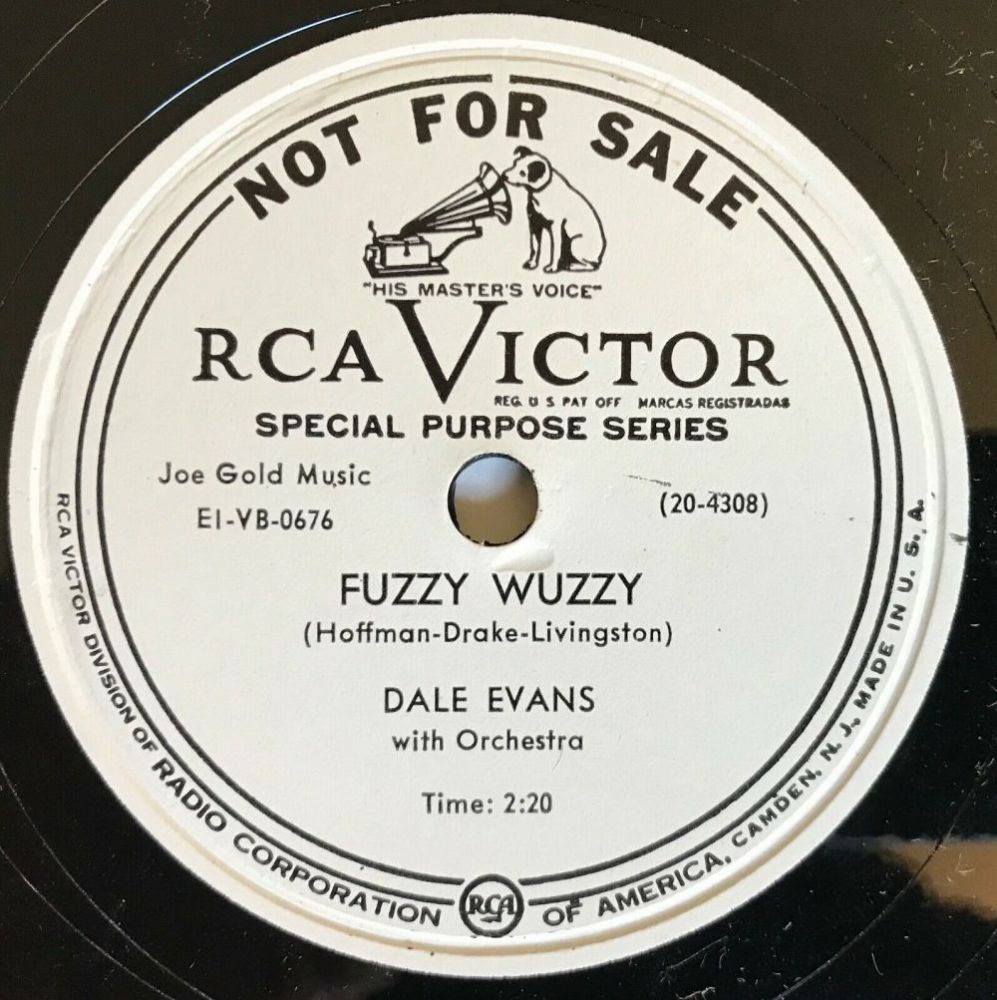 NOT FOR SALE
"HIS MASTER'S VOICE"
RCA VICTOR
REG. U S PAT OFF MARCAS REGISTRADAS
SPECIAL PURPOSE SERIES
Joe Gold Music
E1-VB-0676
(20-4308)
FUZZY WUZZY
(Hoffman-Drake-Livingston)
DALE EVANS
with Orchestra
Time: 2:20
RCA VICTOR DIVISION OF RADIO CORPORATION OF AMERICA, CAMDEN, N. J., MADE IN U. S. A.
RCA